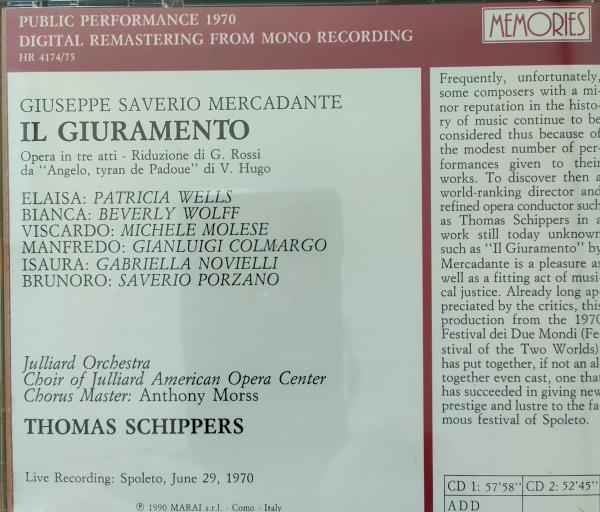 PUBLIC PERFORMANCE 1970
DIGITAL REMASTERING FROM MONO RECORDING
HR 4174/75
MEMORIES
GIUSEPPE SAVERIO MERCADANTE
IL GIURAMENTO
Opera in tre atti - Riduzione di G. Rossi
da "Angelo, tyran de Padoue" di V. Hugo
ELAISA: PATRICIA WELLS
BIANCA: BEVERLY WOLFF
VISCARDO: MICHELE MOLESE
MANFREDO: GIANLUIGI COLMARGO
ISAURA: GABRIELLA NOVIELLI
BRUNORO: SAVERIO PORZANO
Julliard Orchestra
Choir of Julliard American Opera Center
Chorus Master: Anthony Morss
THOMAS SCHIPPERS
Live Recording: Spoleto, June 29, 1970
℗ 1990 MARAI s.r.l. - Como - Italy
Frequently, unfortunately,
some composers with a mi-
nor reputation in the histo-
ry of music continue to be
considered thus because of
the modest number of per-
formances given to their
works. To discover then a
world-ranking director and
refined opera conductor such
as Thomas Schippers in a
work still today unknown
such as "Il Giuramento" by
Mercadante is a pleasure as
well as a fitting act of musi-
cal justice. Already long ap-
preciated by the critics, this
production from the 1970
Festival dei Due Mondi (Fe-
stival of the Two Worlds)
has put together, if not an al-
together even cast, one that
has succeeded in giving new
prestige and lustre to the fa-
mous festival of Spoleto.
CD 1: 57'58" CD 2: 52'45"
ADD